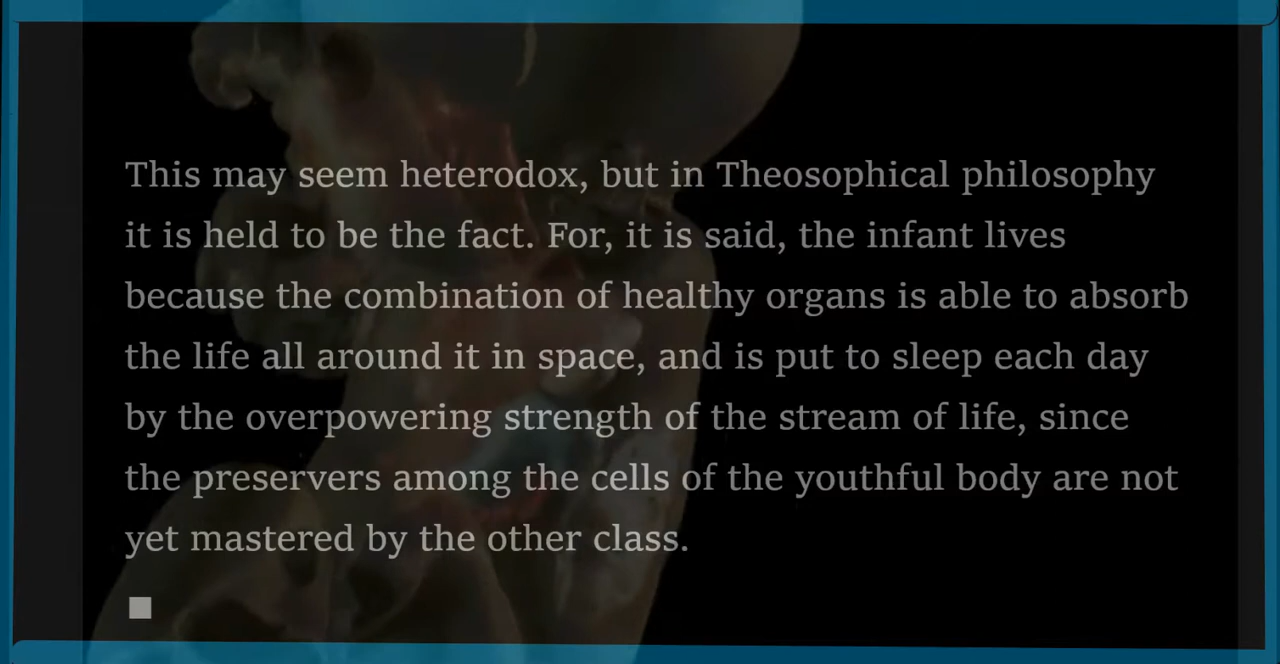 This may seem heterodox, but in Theosophical philosophy
it is held to be the fact. For, it is said, the infant lives
because the combination of healthy organs is able to absorb
the life all around it in space, and is put to sleep each day
by the overpowering strength of the stream of life, since
the preservers among the cells of the youthful body are not
yet mastered by the other class.